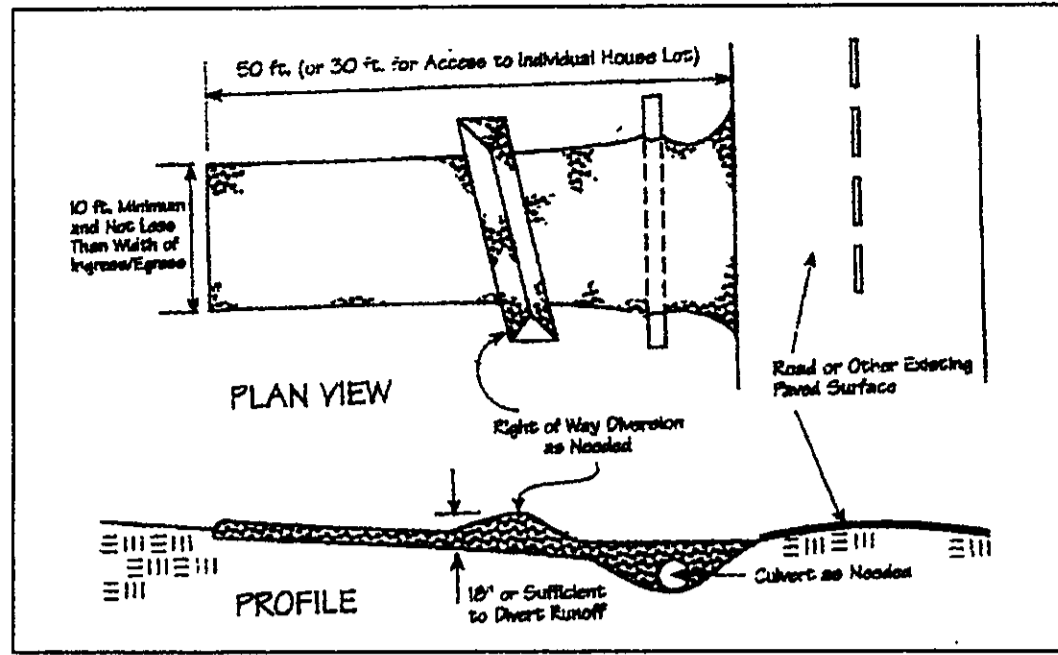 50 ft. (or 30 ft. for Access to Individual House Lot)
10 ft. Minimum
and Not Less
Than Width of
Ingress/Egress
PLAN VIEW
Road or Other Existing
Paved Surface
Right of Way Diversion
as Needed
Culvert as Needed
18" or Sufficient
to Divert Runoff
PROFILE